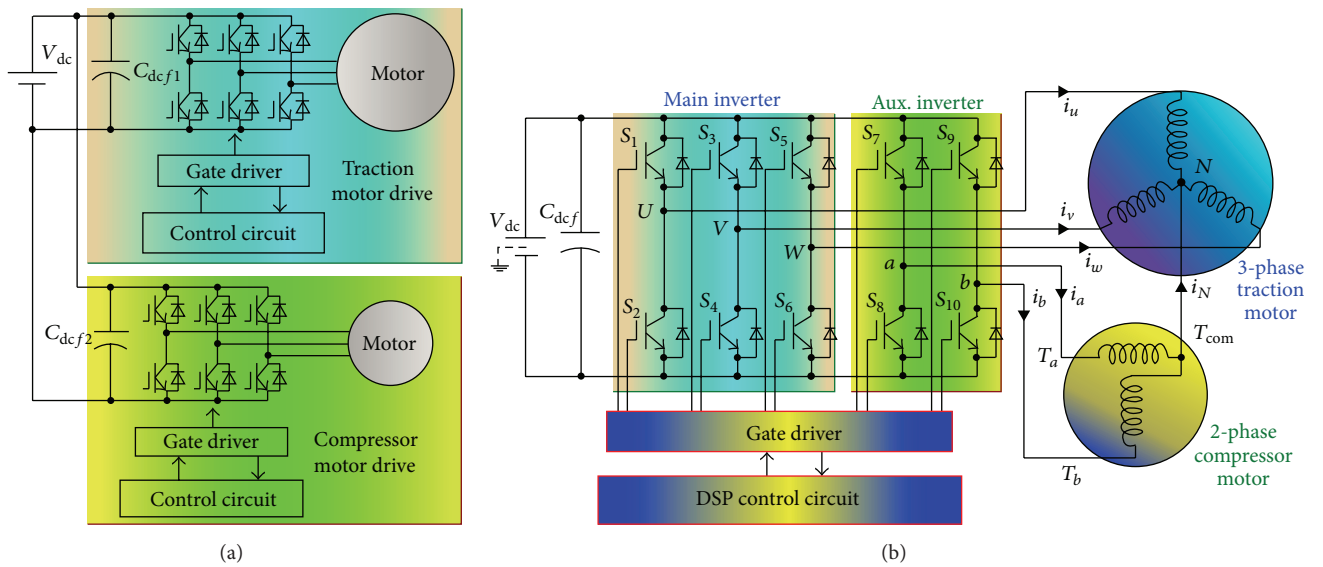 V_dc
C_dcf1
Motor
Gate driver
Control circuit
Traction
motor drive
C_dcf2
Motor
Gate driver
Control circuit
Compressor
motor drive
(a)
Main inverter
Aux. inverter
V_dc
C_dcf
S_1
S_3
S_5
S_7
S_9
U
V
W
a
b
S_2
S_4
S_6
S_8
S_10
i_u
i_v
i_w
i_b
i_a
i_N
N
3-phase
traction
motor
T_com
T_a
T_b
2-phase
compressor
motor
Gate driver
DSP control circuit
(b)